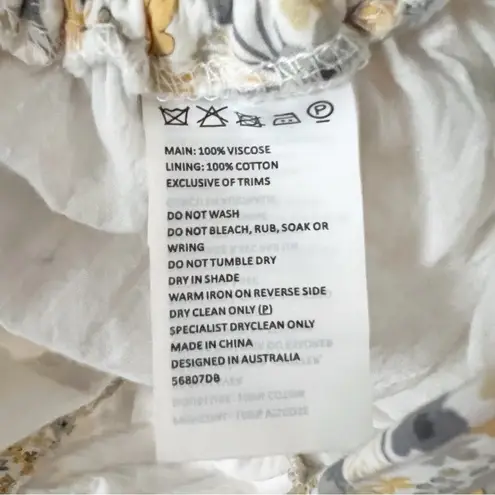 P
MAIN: 100% VISCOSE
LINING: 100% COTTON
EXCLUSIVE OF TRIMS
DO NOT WASH
DO NOT BLEACH, RUB, SOAK OR
WRING
DO NOT TUMBLE DRY
DRY IN SHADE
WARM IRON ON REVERSE SIDE
DRY CLEAN ONLY (P)
SPECIALIST DRYCLEAN ONLY
MADE IN CHINA
DESIGNED IN AUSTRALIA
56807DB